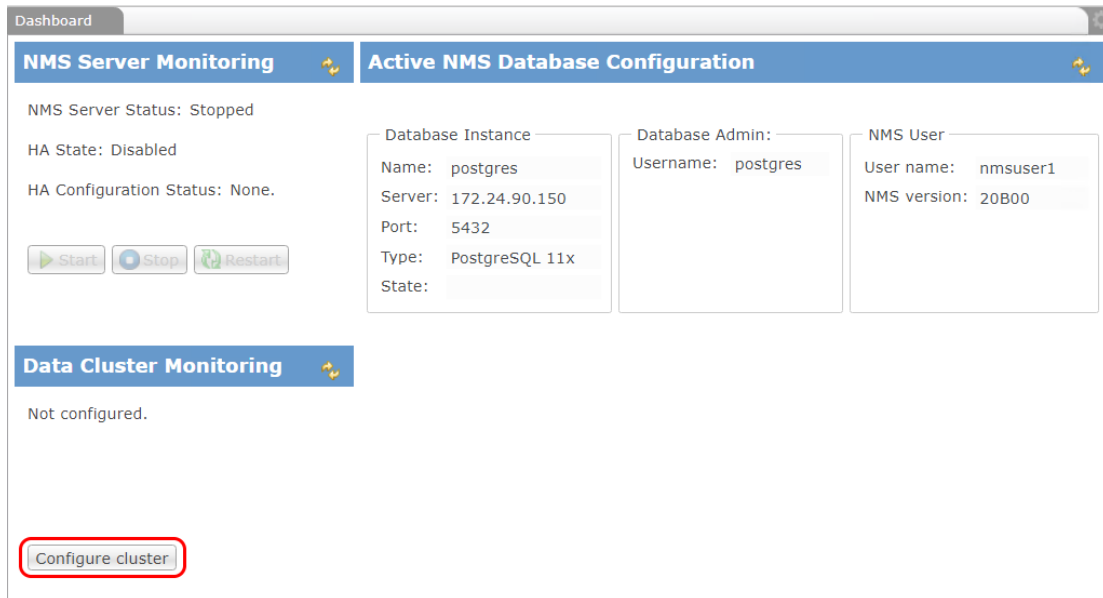 Dashboard
NMS Server Monitoring
NMS Server Status: Stopped
HA State: Disabled
HA Configuration Status: None.
Start Stop Restart
Active NMS Database Configuration
Database Instance
Name: postgres
Server: 172.24.90.150
Port: 5432
Type: PostgreSQL 11x
State:
Database Admin:
Username: postgres
NMS User
User name: nmsuser1
NMS version: 20B00
Data Cluster Monitoring
Not configured.
Configure cluster